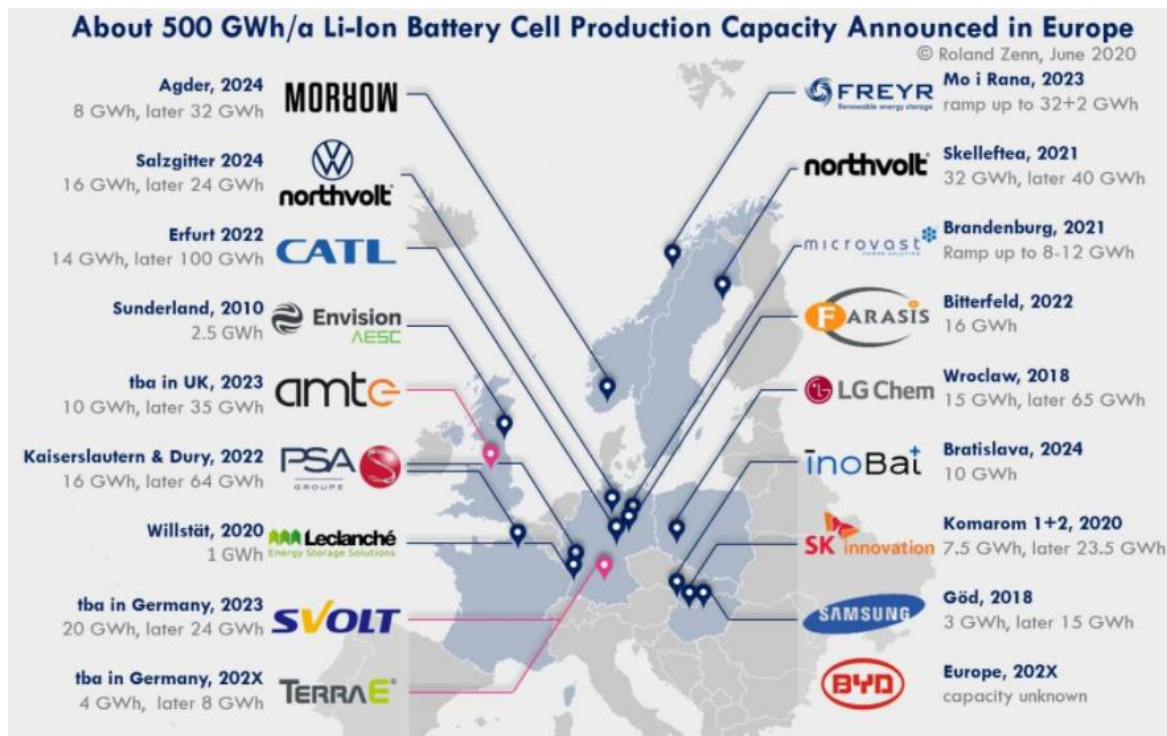 About 500 GWh/a Li-Ion Battery Cell Production Capacity Announced in Europe
© Roland Zenn, June 2020
Agder, 2024
8 GWh, later 32 GWh
MORROW
Salzgitter 2024
16 GWh, later 24 GWh
northvolt
Erfurt 2022
14 GWh, later 100 GWh
CATL
Sunderland, 2010
2.5 GWh
Envision
AESC
tba in UK, 2023
10 GWh, later 35 GWh
amte
Kaiserslautern & Dury, 2022
16 GWh, later 64 GWh
PSA
GROUPE
Willstät, 2020
1 GWh
Leclanché
Energy Storage Solutions
tba in Germany, 2023
20 GWh, later 24 GWh
SVOLT
tba in Germany, 202X
4 GWh, later 8 GWh
TERRAE
FREYR
Renewable energy storage
Mo i Rana, 2023
ramp up to 32+2 GWh
northvolt
Skelleftea, 2021
32 GWh, later 40 GWh
microvast
POWER SOLUTION
Brandenburg, 2021
Ramp up to 8-12 GWh
FARASIS
Bitterfeld, 2022
16 GWh
LG Chem
Wroclaw, 2018
15 GWh, later 65 GWh
inoBat
Bratislava, 2024
10 GWh
SK innovation
Komarom 1+2, 2020
7.5 GWh, later 23.5 GWh
SAMSUNG
Göd, 2018
3 GWh, later 15 GWh
BYD
Europe, 202X
capacity unknown